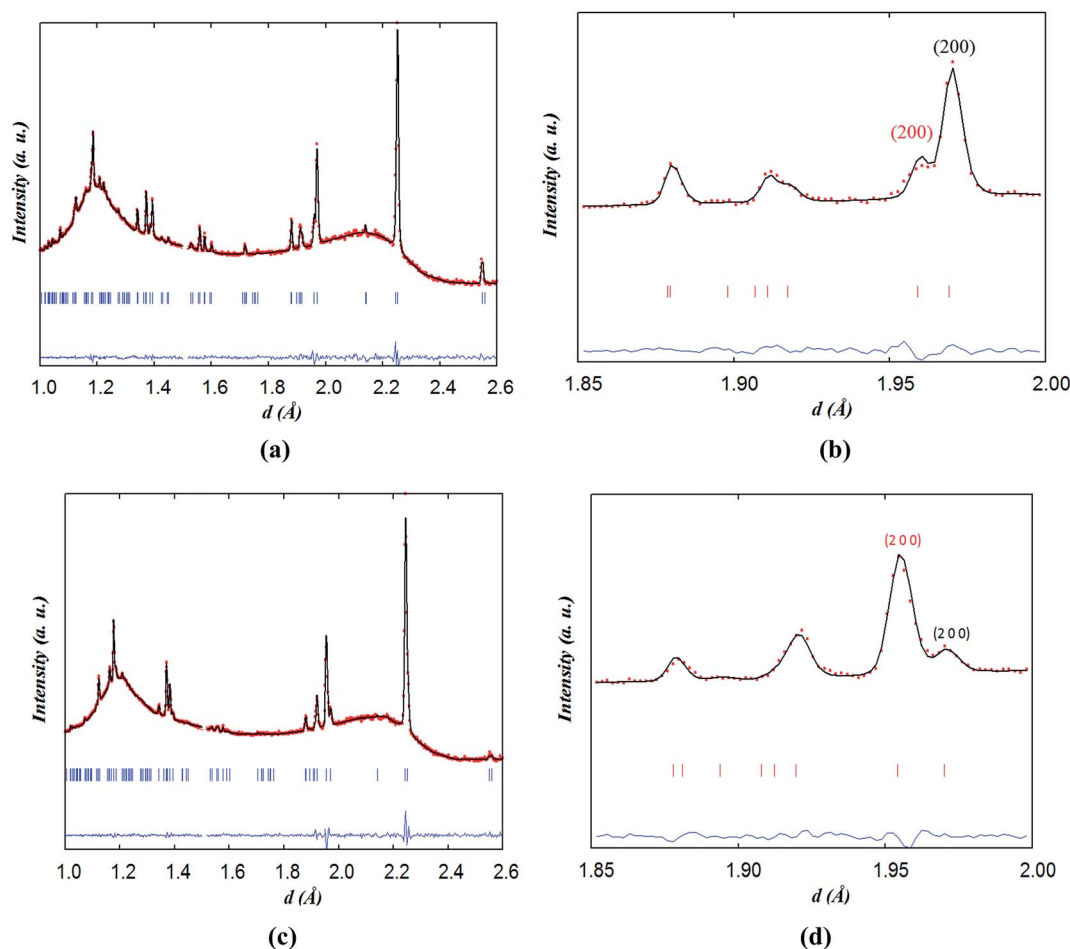 (a)
Intensity (a. u.)
1.0 1.2 1.4 1.6 1.8 2.0 2.2 2.4 2.6
d (Å)
(b)
(200)
(200)
Intensity (a. u.)
1.85 1.90 1.95 2.00
d (Å)
(a)
(b)
Intensity (a. u.)
1.0 1.2 1.4 1.6 1.8 2.0 2.2 2.4 2.6
d (Å)
(c)
(2 0 0)
(2 0 0)
Intensity (a. u.)
1.85 1.90 1.95 2.00
d (Å)
(d)